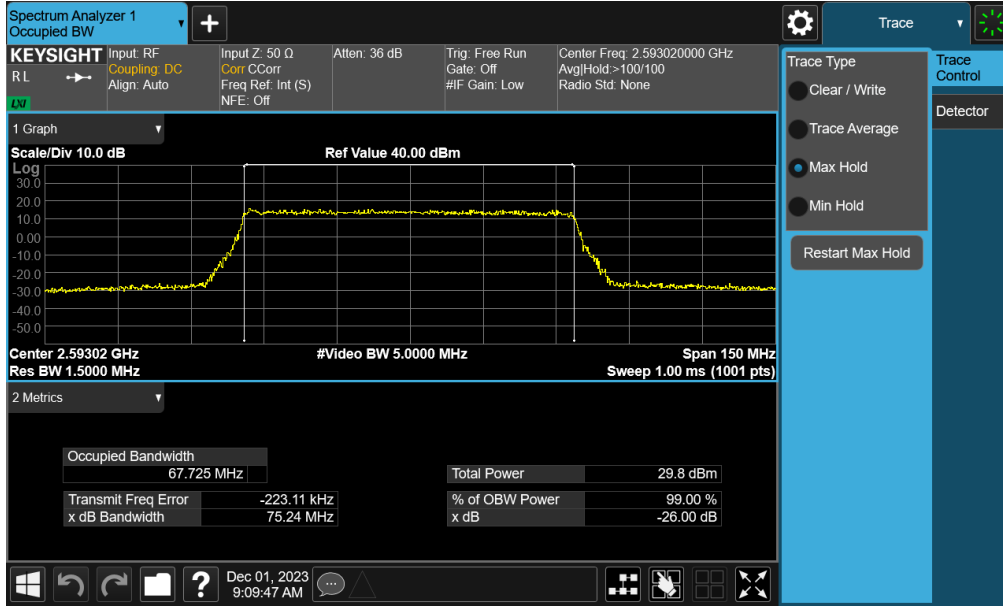 Spectrum Analyzer 1
Occupied BW
+
Trace
KEYSIGHT
R L
LXI
Input: RF
Coupling: DC
Align: Auto
Input Z: 50 Ω
Corr CCorr
Freq Ref: Int (S)
NFE: Off
Atten: 36 dB
Trig: Free Run
Gate: Off
#IF Gain: Low
Center Freq: 2.593020000 GHz
Avg|Hold:>100/100
Radio Std: None
1 Graph
Scale/Div 10.0 dB
Ref Value 40.00 dBm
Log
30.0
20.0
10.0
0.00
-10.0
-20.0
-30.0
-40.0
-50.0
Center 2.59302 GHz
#Video BW 5.0000 MHz
Span 150 MHz
Res BW 1.5000 MHz
Sweep 1.00 ms (1001 pts)
2 Metrics
Occupied Bandwidth
67.725 MHz
Total Power 29.8 dBm
Transmit Freq Error -223.11 kHz
% of OBW Power 99.00 %
x dB Bandwidth 75.24 MHz
x dB -26.00 dB
Trace Type
Clear / Write
Trace Average
Max Hold
Min Hold
Restart Max Hold
Trace
Control
Detector
?
Dec 01, 2023
9:09:47 AM